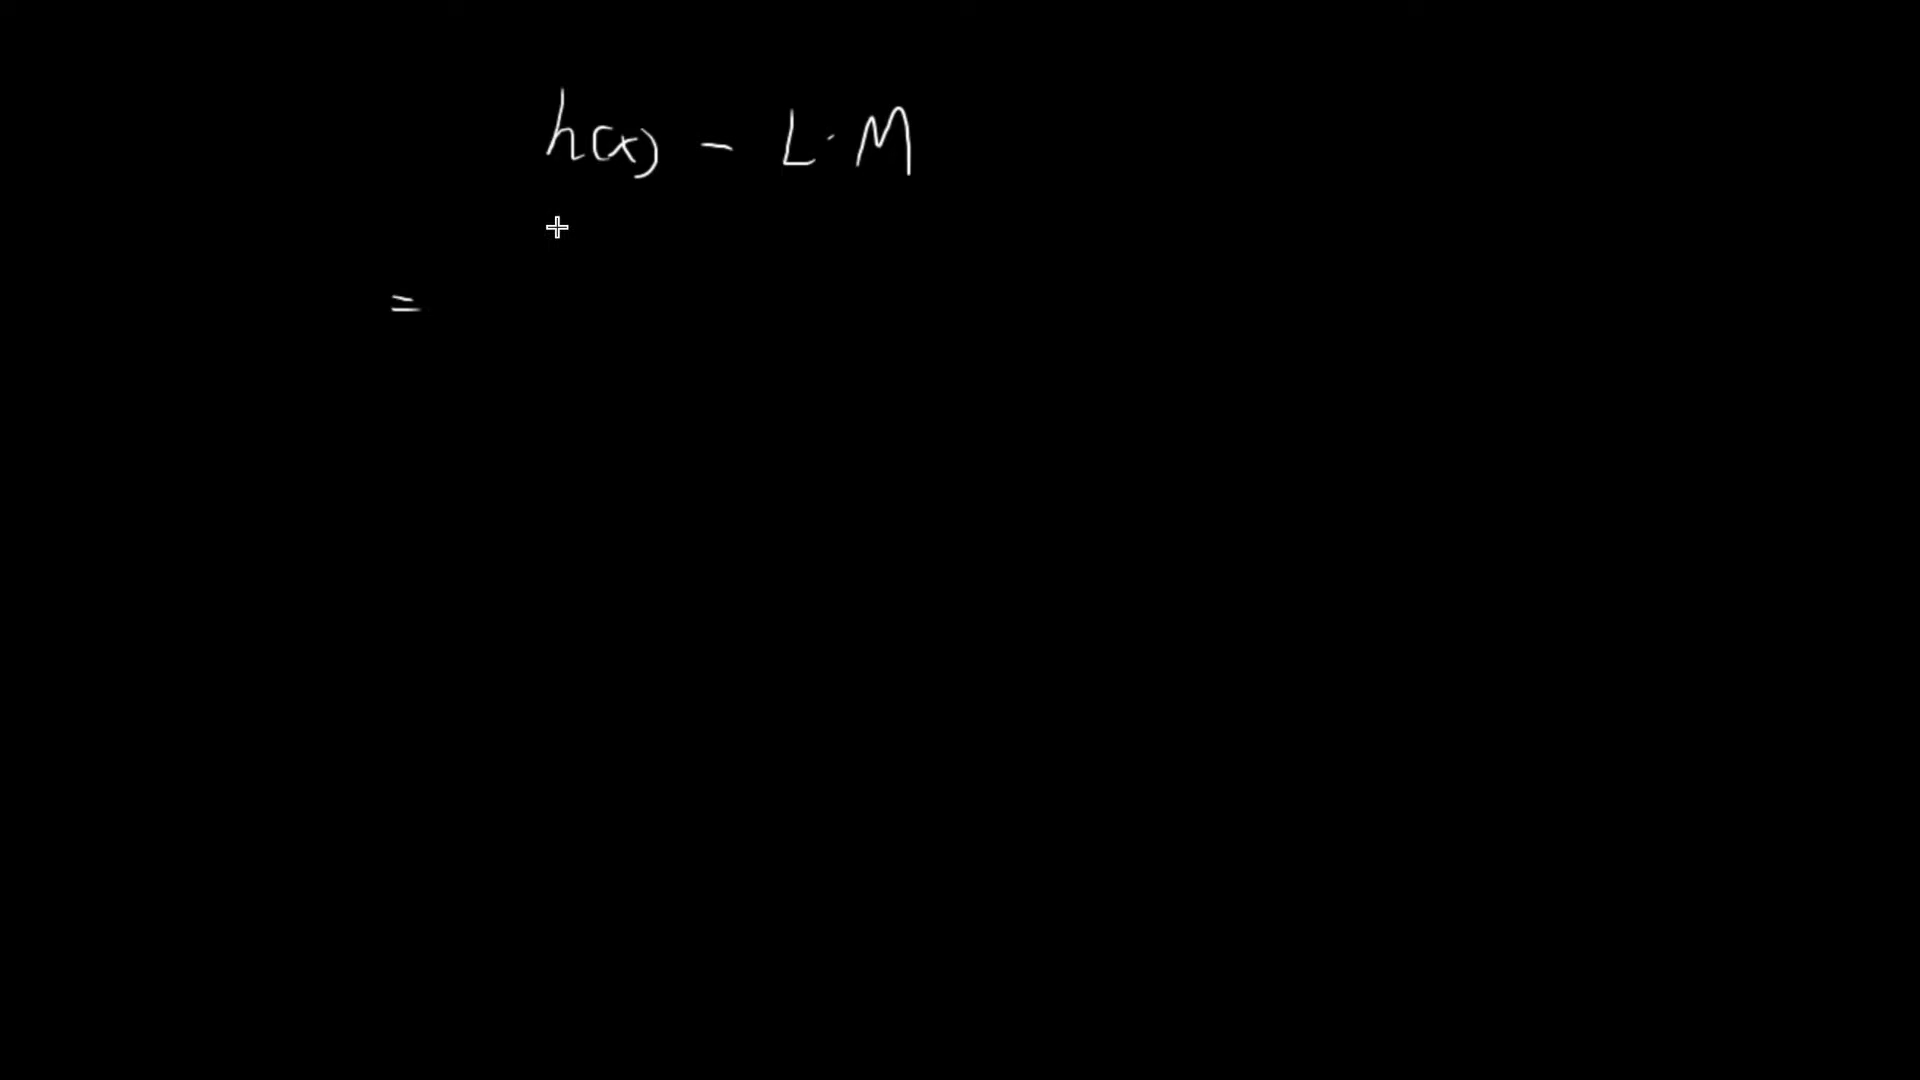 h(x) - L · M
=